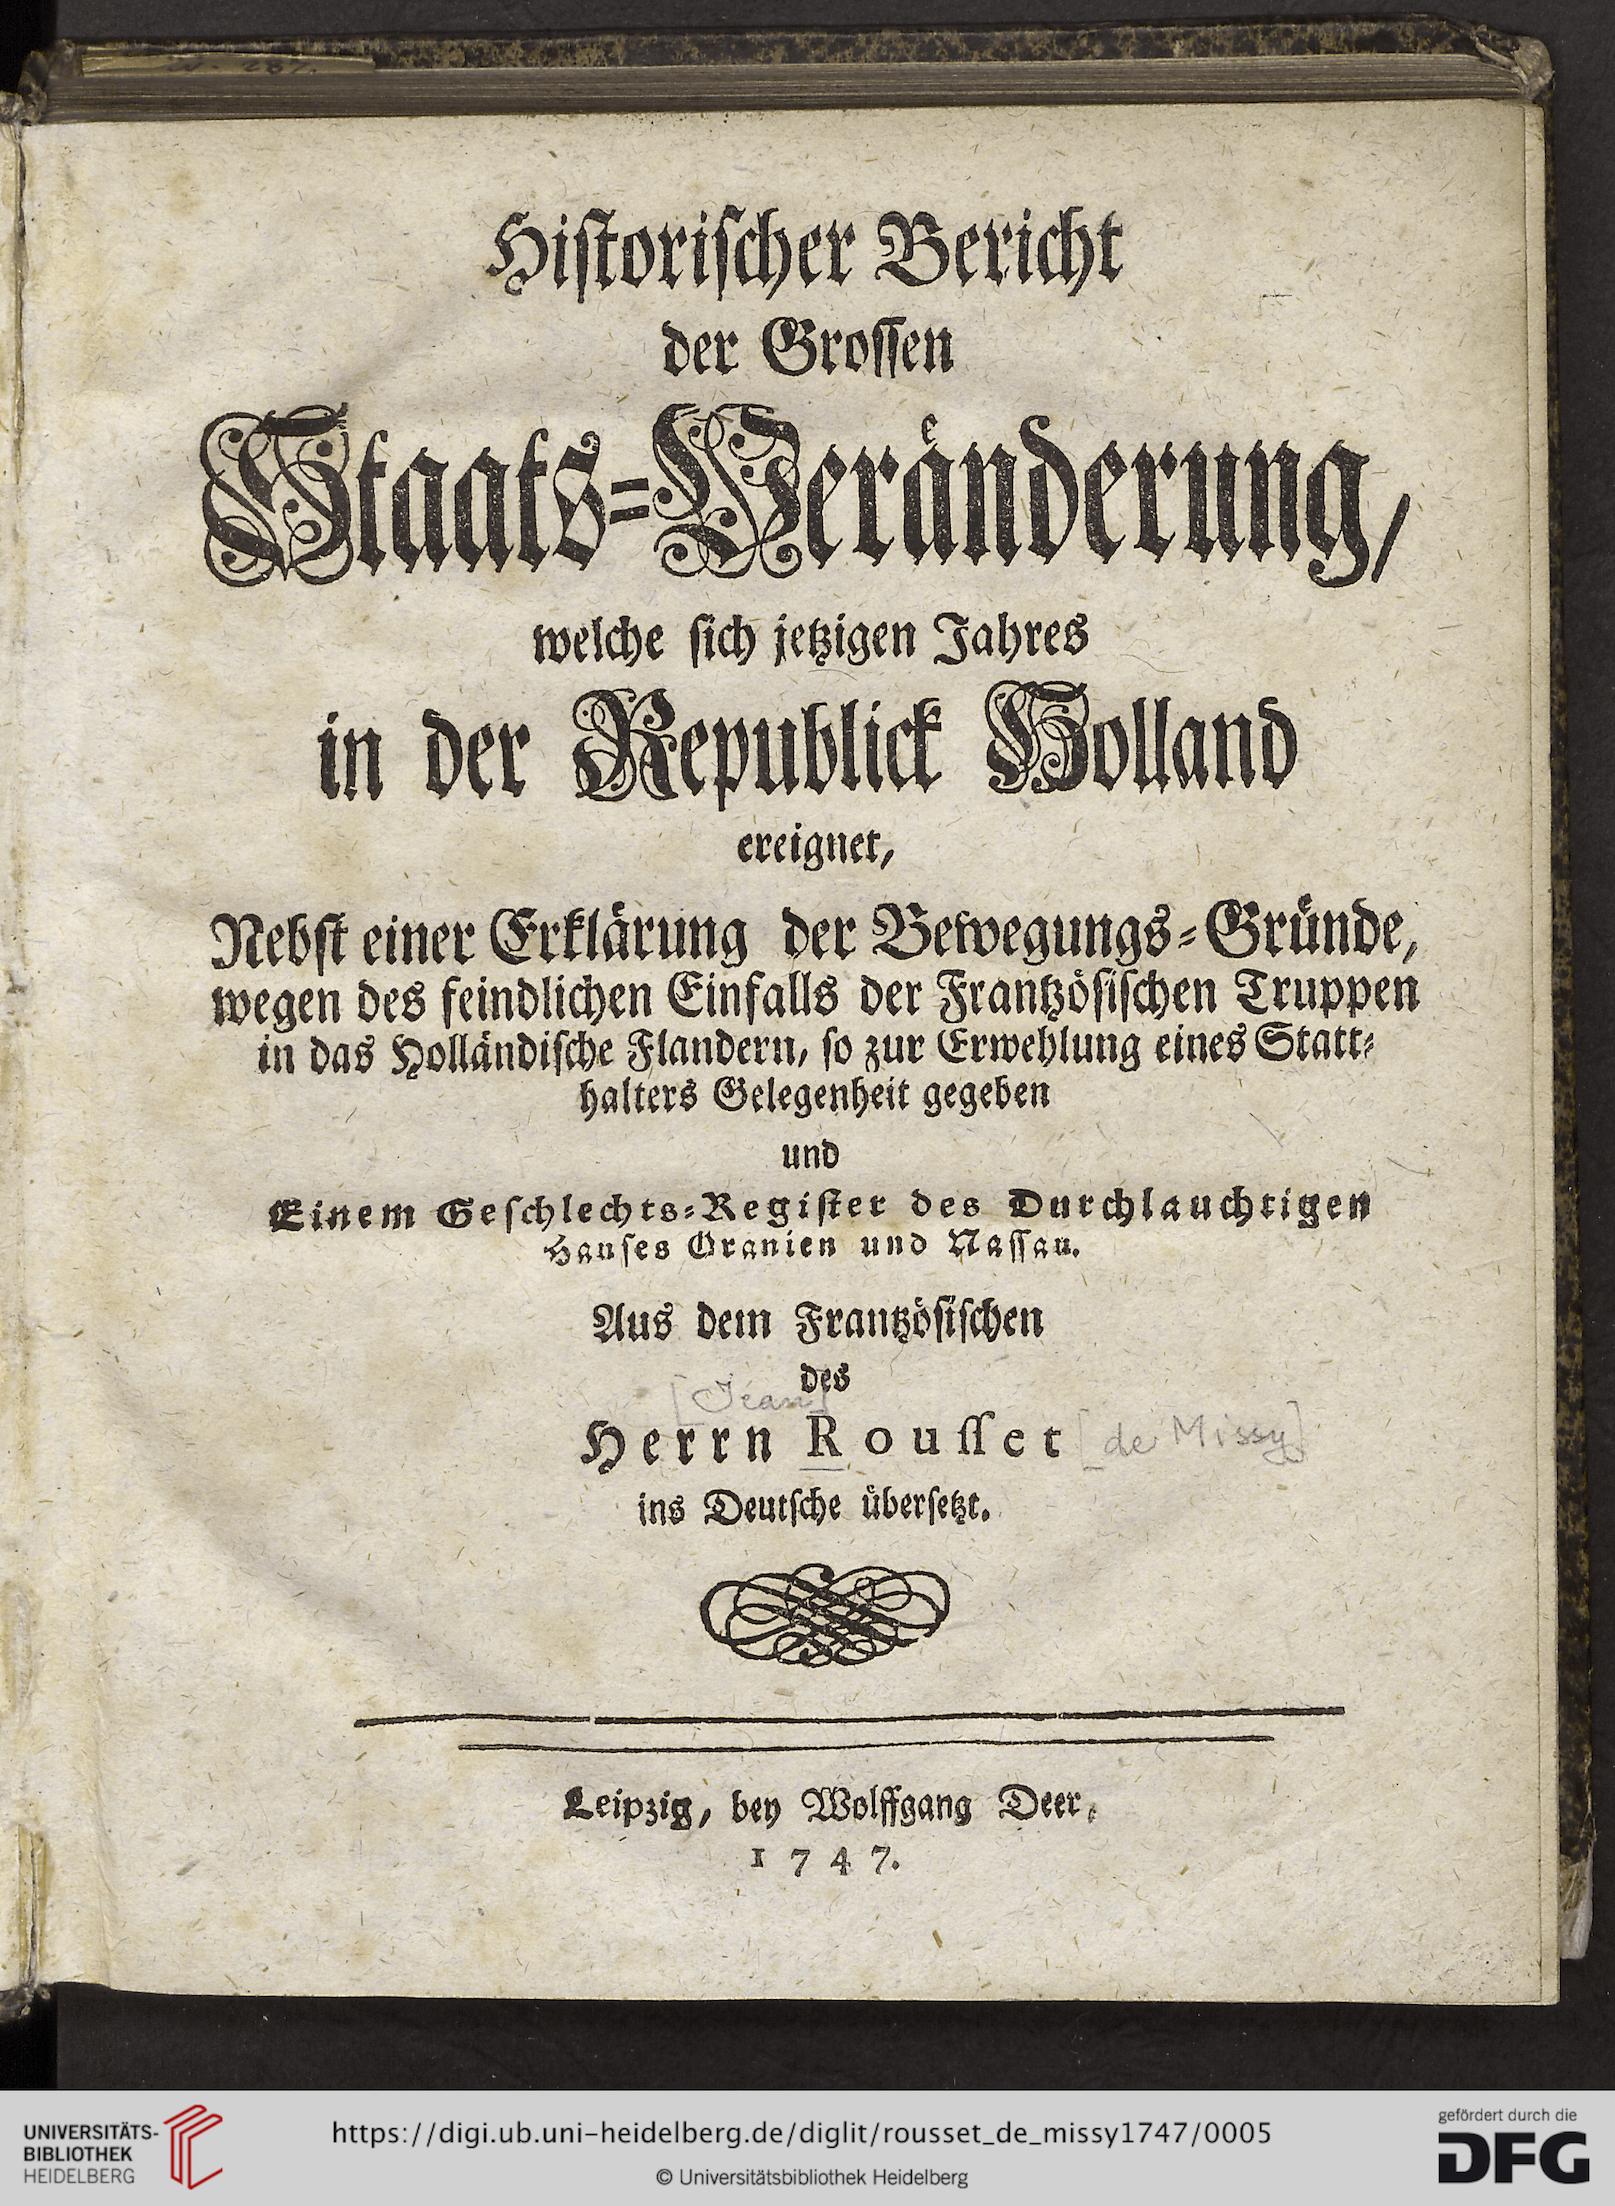 Hiſtoriſcher Bericht
der Groſſen
Staats-Veränderung,
welche ſich jetzigen Jahres
in der Republick Holland
ereignet,
Nebſt einer Erklärung der Bewegungs-Gründe,
wegen des feindlichen Einfalls der Frantzöſiſchen Truppen
in das Holländiſche Flandern, ſo zur Erwehlung eines Statt-
halters Gelegenheit gegeben
und
Einem Geſchlechts-Regiſter des Durchlauchtigen
Hauſes Oranien und Naſſau.
Aus dem Frantzöſiſchen
des
[Jean]
Herrn Rouſſet [de Missy]
ins Deutſche überſetzt.
Leipzig, bey Wolffgang Deer,
1747.
UNIVERSITÄTS-
BIBLIOTHEK
HEIDELBERG
https://digi.ub.uni-heidelberg.de/diglit/rousset_de_missy1747/0005
© Universitätsbibliothek Heidelberg
gefördert durch die
DFG